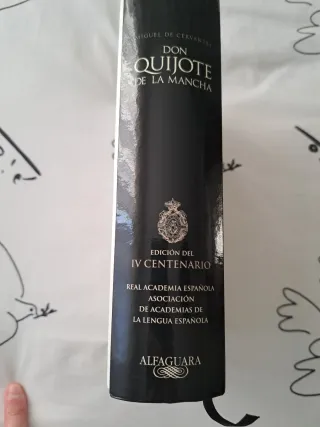 MIGUEL DE CERVANTES
DON
QUIJOTE
DE LA MANCHA
EDICIÓN DEL
IV CENTENARIO
REAL ACADEMIA ESPAÑOLA
ASOCIACIÓN
DE ACADEMIAS DE
LA LENGUA ESPAÑOLA
ALFAGUARA